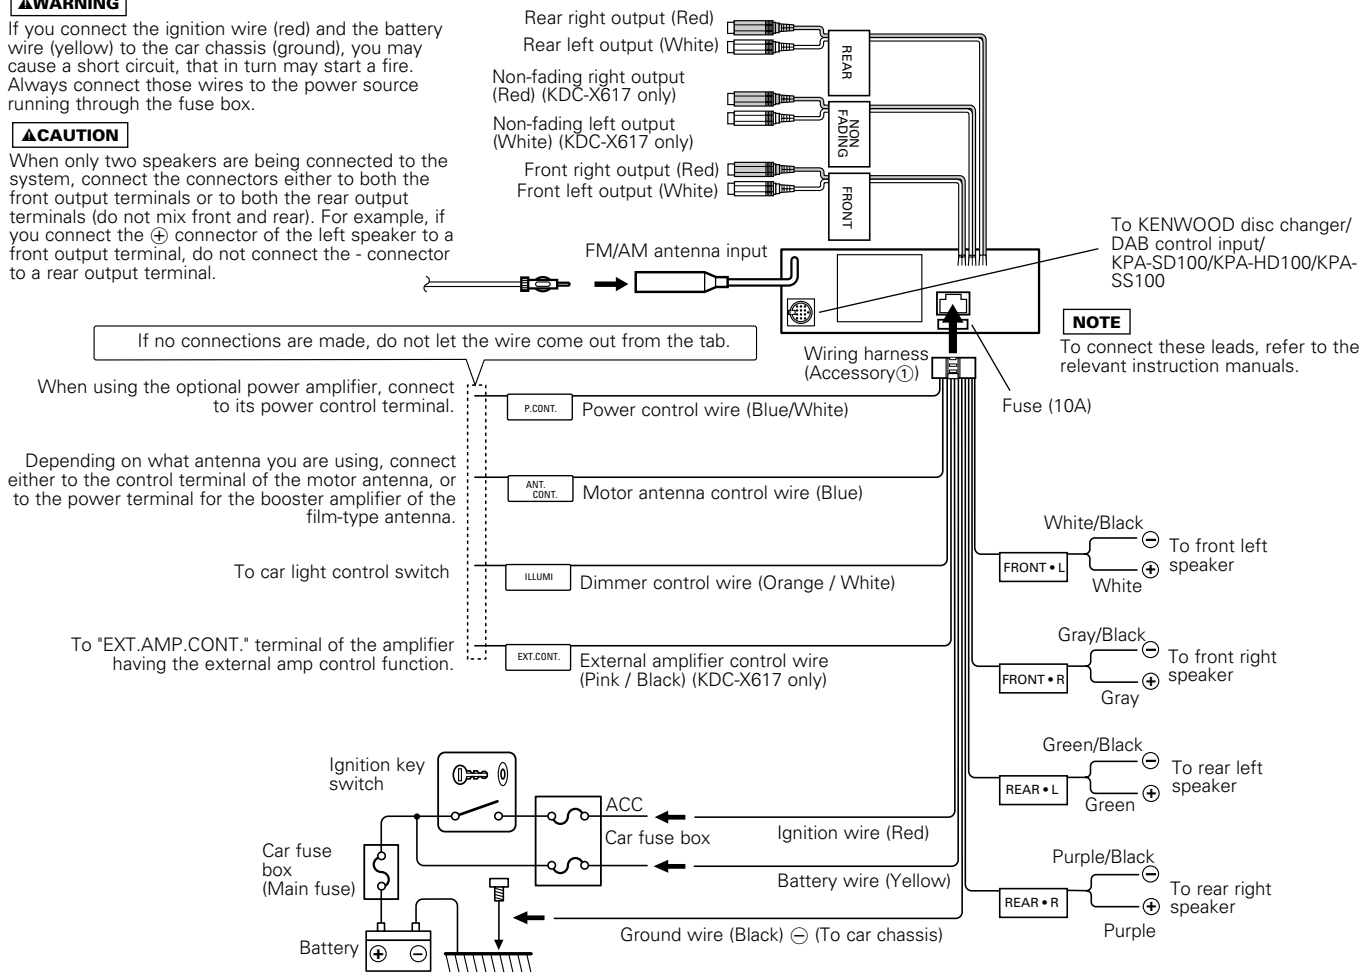 ⚠WARNING
If you connect the ignition wire (red) and the battery
wire (yellow) to the car chassis (ground), you may
cause a short circuit, that in turn may start a fire.
Always connect those wires to the power source
running through the fuse box.
⚠CAUTION
When only two speakers are being connected to the
system, connect the connectors either to both the
front output terminals or to both the rear output
terminals (do not mix front and rear). For example, if
you connect the ⊕ connector of the left speaker to a
front output terminal, do not connect the - connector
to a rear output terminal.
Rear right output (Red)
Rear left output (White)
REAR
Non-fading right output
(Red) (KDC-X617 only)
Non-fading left output
(White) (KDC-X617 only)
NON
FADING
Front right output (Red)
Front left output (White)
FRONT
FM/AM antenna input
To KENWOOD disc changer/
DAB control input/
KPA-SD100/KPA-HD100/KPA-
SS100
NOTE
To connect these leads, refer to the
relevant instruction manuals.
If no connections are made, do not let the wire come out from the tab.
Wiring harness
(Accessory①)
Fuse (10A)
When using the optional power amplifier, connect
to its power control terminal.
P.CONT.
Power control wire (Blue/White)
Depending on what antenna you are using, connect
either to the control terminal of the motor antenna, or
to the power terminal for the booster amplifier of the
film-type antenna.
ANT.
CONT.
Motor antenna control wire (Blue)
To car light control switch
ILLUMI
Dimmer control wire (Orange / White)
To "EXT.AMP.CONT." terminal of the amplifier
having the external amp control function.
EXT.CONT.
External amplifier control wire
(Pink / Black) (KDC-X617 only)
White/Black
⊖
FRONT • L
To front left
speaker
⊕
White
Gray/Black
⊖
FRONT • R
To front right
speaker
⊕
Gray
Green/Black
⊖
REAR • L
To rear left
speaker
⊕
Green
Purple/Black
⊖
REAR • R
To rear right
speaker
⊕
Purple
Ignition key
switch
ACC
Car fuse box
Ignition wire (Red)
Car fuse
box
(Main fuse)
Battery wire (Yellow)
Ground wire (Black) ⊖ (To car chassis)
Battery
⊕ ⊖